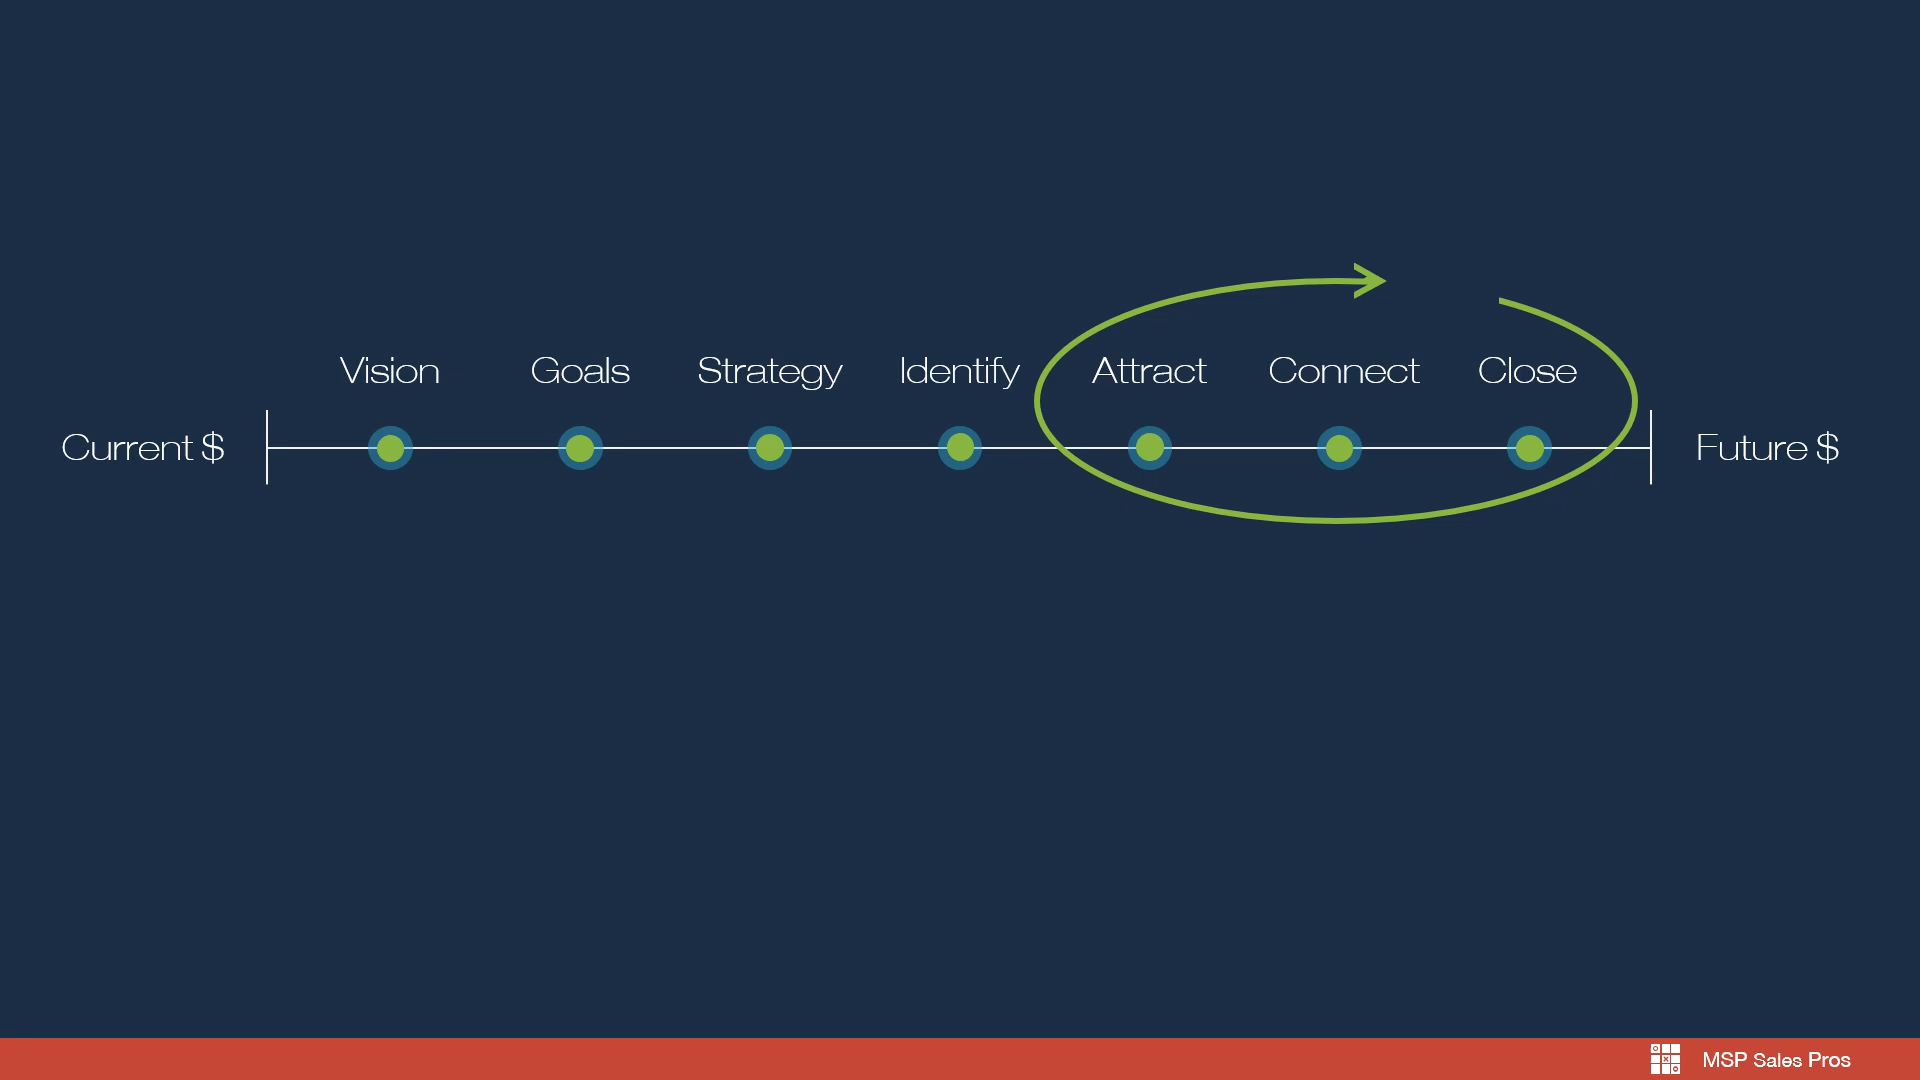 Vision Goals Strategy Identify Attract Connect Close
Current $ Future $
MSP Sales Pros